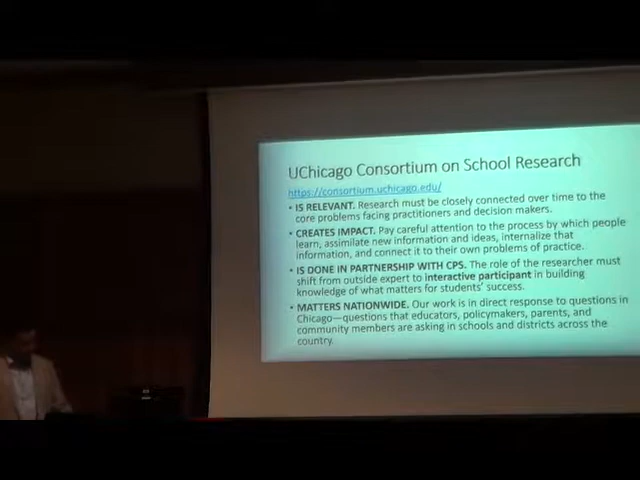 UChicago Consortium on School Research
https://consortium.uchicago.edu/
• IS RELEVANT. Research must be closely connected over time to the
core problems facing practitioners and decision makers.
• CREATES IMPACT. Pay careful attention to the process by which people
learn, assimilate new information and ideas, internalize that
information, and connect it to their own problems of practice.
• IS DONE IN PARTNERSHIP WITH CPS. The role of the researcher must
shift from outside expert to interactive participant in building
knowledge of what matters for students' success.
• MATTERS NATIONWIDE. Our work is in direct response to questions in
Chicago—questions that educators, policymakers, parents, and
community members are asking in schools and districts across the
country.